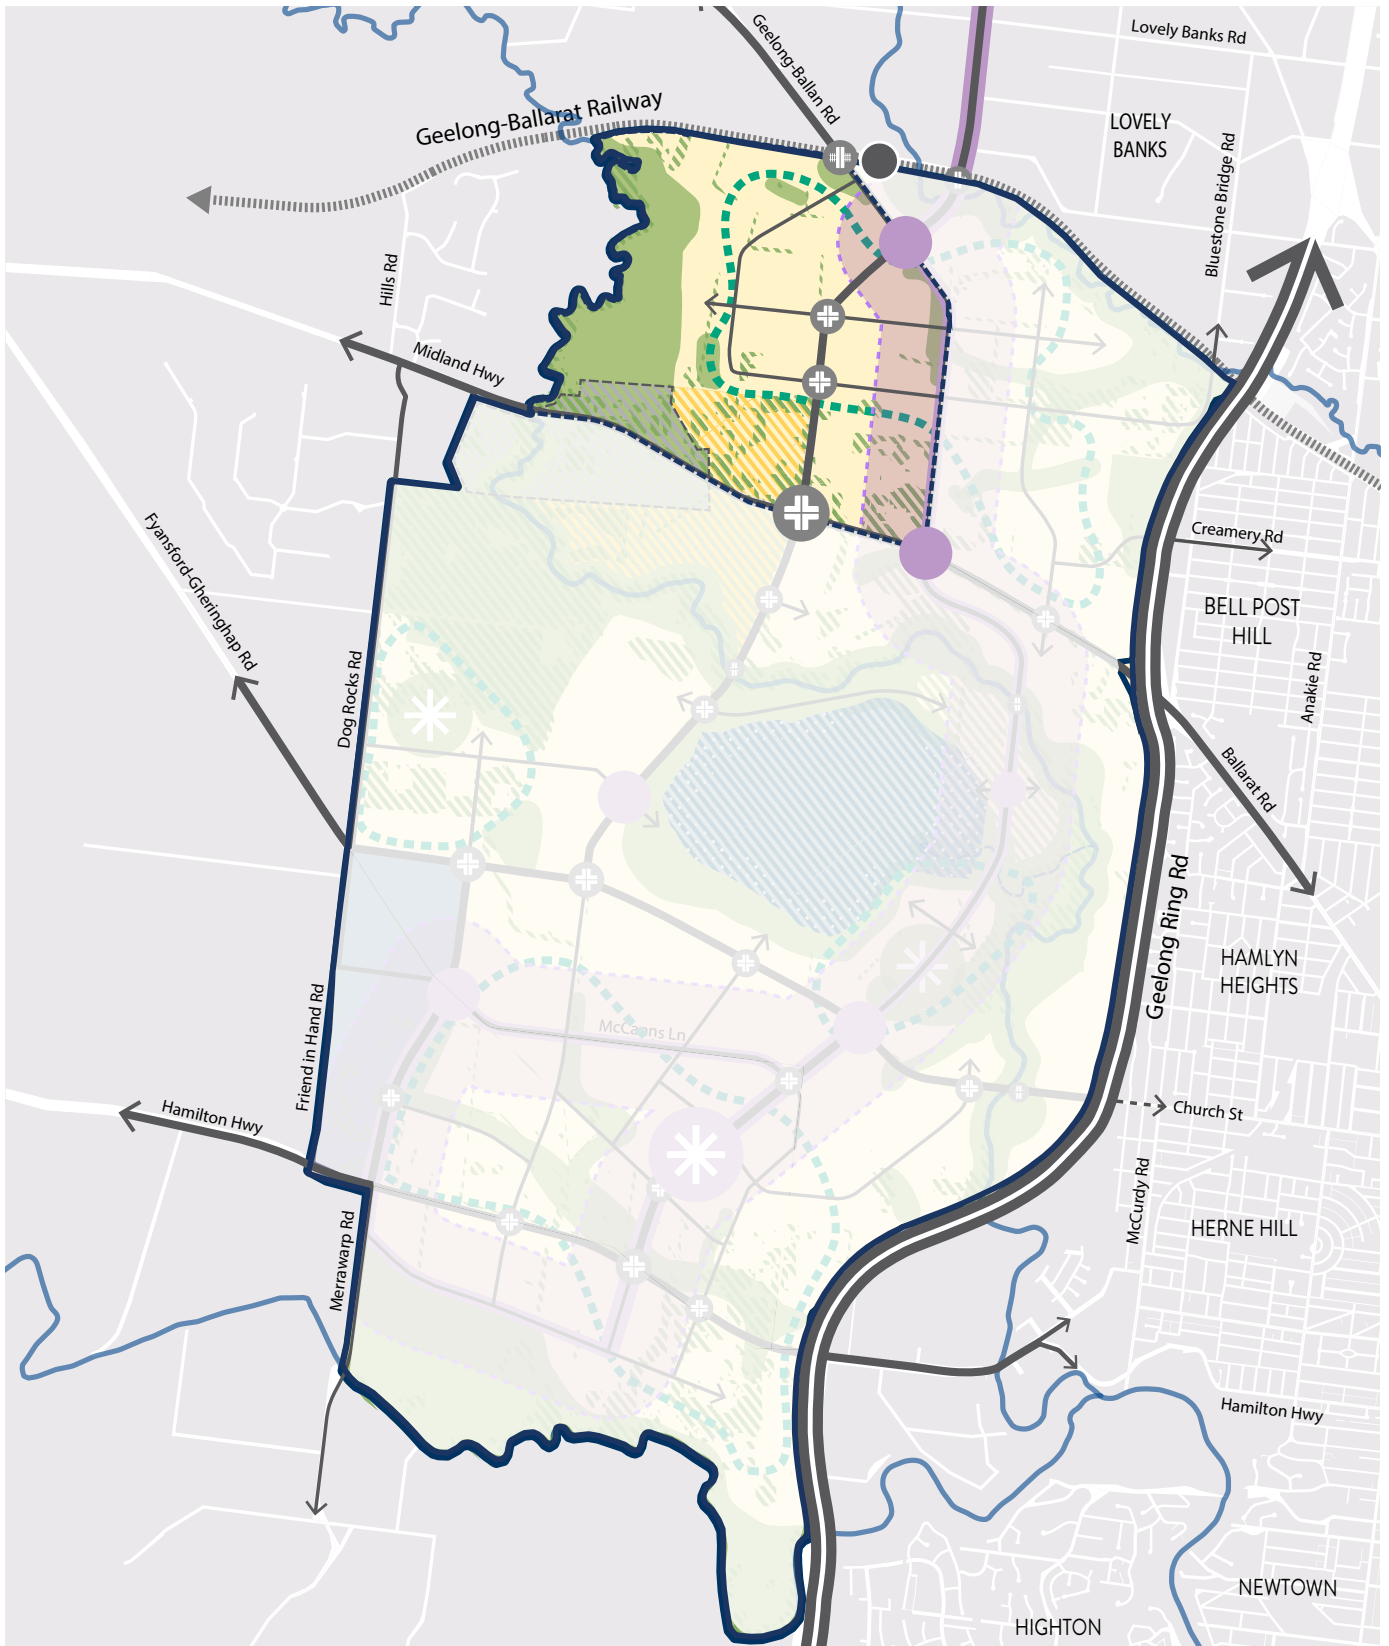 Lovely Banks Rd
Geelong-Ballan Rd
Geelong-Ballarat Railway
LOVELY
BANKS
Bluestone Bridge Rd
Hills Rd
Midland Hwy
Creamery Rd
Fyansford-Gheringhap Rd
BELL POST
HILL
Anakie Rd
Dog Rocks Rd
Ballarat Rd
Geelong Ring Rd
HAMLYN
HEIGHTS
Friend in Hand Rd
McCanns Ln
Hamilton Hwy
Church St
McCurdy Rd
HERNE HILL
Merrawarp Rd
Hamilton Hwy
NEWTOWN
HIGHTON